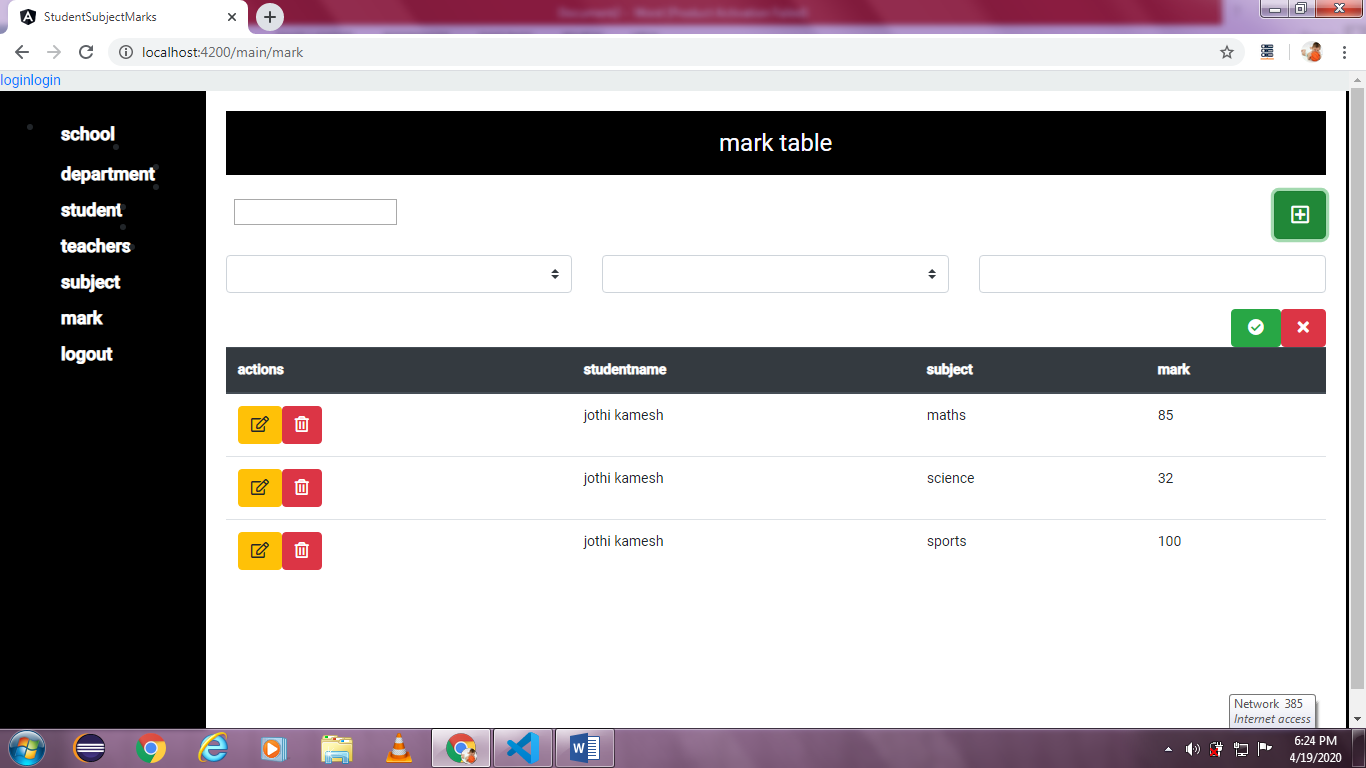 StudentSubjectMarks
localhost:4200/main/mark
loginlogin
school
department
student
teachers
subject
mark
logout
mark table
actions studentname subject mark
jothi kamesh maths 85
jothi kamesh science 32
jothi kamesh sports 100
Network 385
Internet access
6:24 PM
4/19/2020